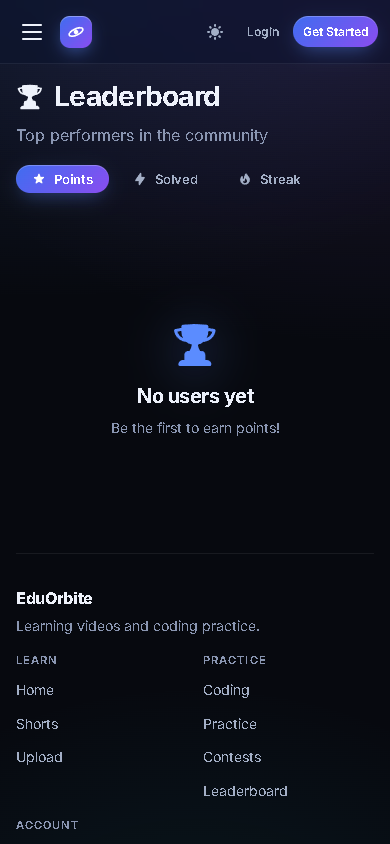 Login
Get Started
Leaderboard
Top performers in the community
Points
Solved
Streak
No users yet
Be the first to earn points!
EduOrbite
Learning videos and coding practice.
LEARN
Home
Shorts
Upload
PRACTICE
Coding
Practice
Contests
Leaderboard
ACCOUNT